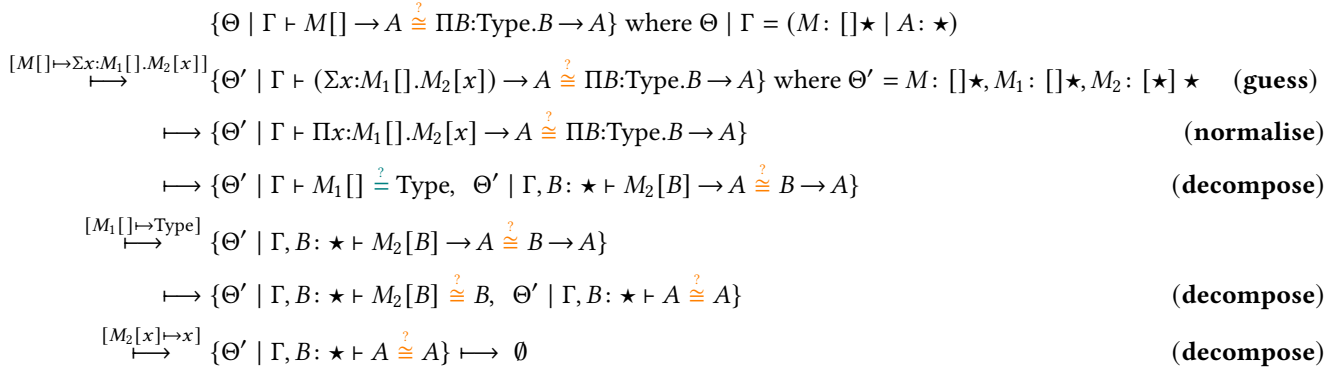 {Θ | Γ ⊢ M[] → A ≅? ΠB:Type.B → A} where Θ | Γ = (M : []★ | A : ★)
[M[]↦Σx:M₁[].M₂[x]] ⟼ {Θ′ | Γ ⊢ (Σx:M₁[].M₂[x]) → A ≅? ΠB:Type.B → A} where Θ′ = M : []★, M₁ : []★, M₂ : [★] ★ (guess)
⟼ {Θ′ | Γ ⊢ Πx:M₁[].M₂[x] → A ≅? ΠB:Type.B → A} (normalise)
⟼ {Θ′ | Γ ⊢ M₁[] =? Type, Θ′ | Γ, B : ★ ⊢ M₂[B] → A ≅? B → A} (decompose)
[M₁[]↦Type] ⟼ {Θ′ | Γ, B : ★ ⊢ M₂[B] → A ≅? B → A}
⟼ {Θ′ | Γ, B : ★ ⊢ M₂[B] ≅? B, Θ′ | Γ, B : ★ ⊢ A ≅? A} (decompose)
[M₂[x]↦x] ⟼ {Θ′ | Γ, B : ★ ⊢ A ≅? A} ⟼ ∅ (decompose)